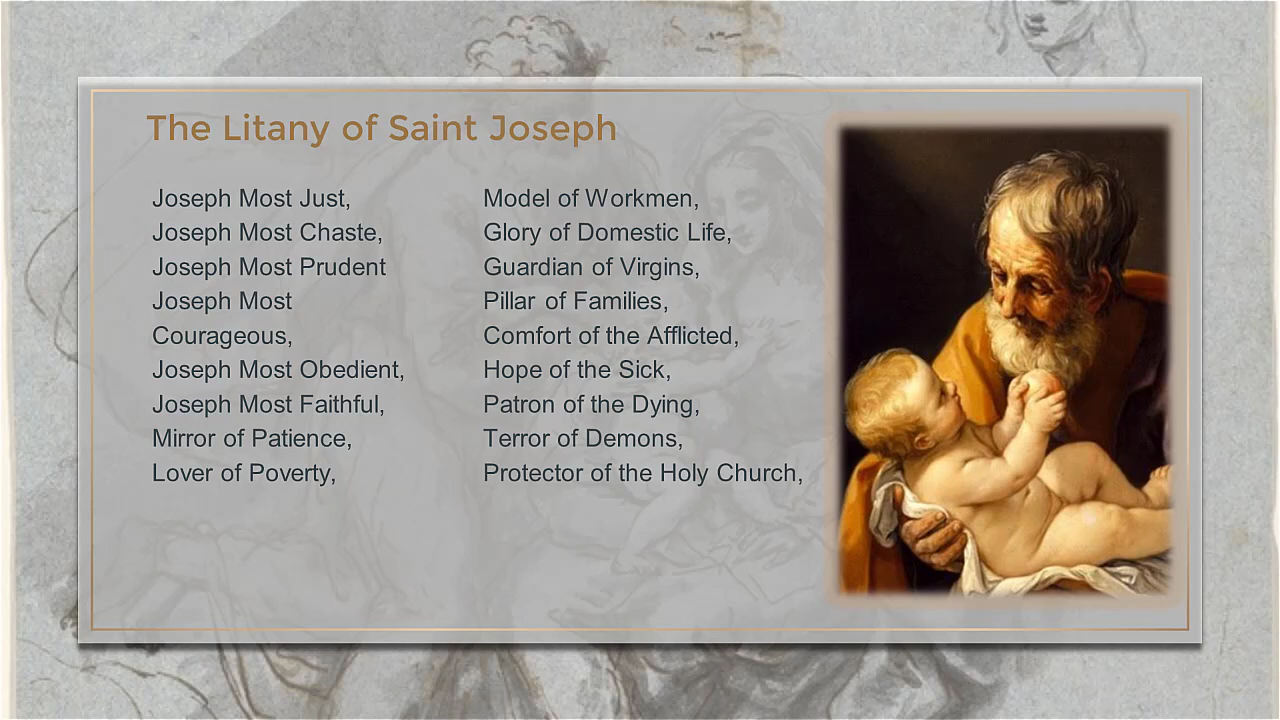 The Litany of Saint Joseph
Joseph Most Just,
Joseph Most Chaste,
Joseph Most Prudent
Joseph Most
Courageous,
Joseph Most Obedient,
Joseph Most Faithful,
Mirror of Patience,
Lover of Poverty,
Model of Workmen,
Glory of Domestic Life,
Guardian of Virgins,
Pillar of Families,
Comfort of the Afflicted,
Hope of the Sick,
Patron of the Dying,
Terror of Demons,
Protector of the Holy Church,